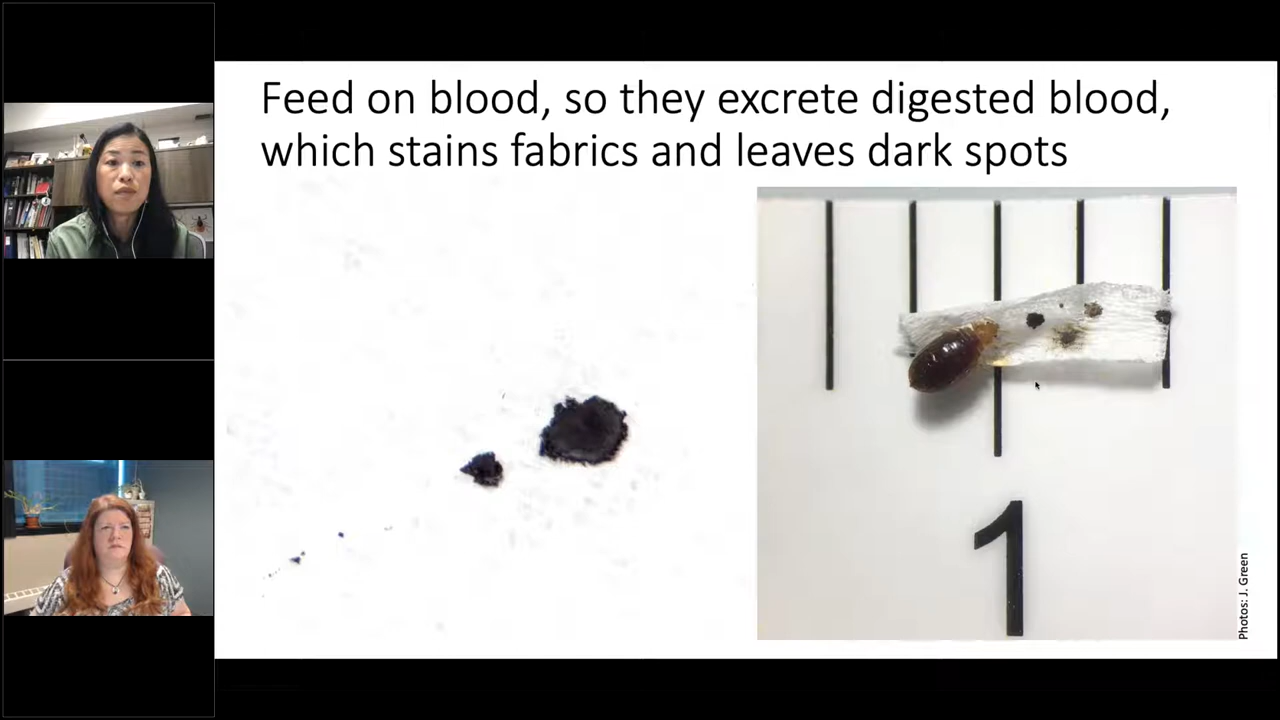 Feed on blood, so they excrete digested blood,
which stains fabrics and leaves dark spots
1
Photos: J. Green